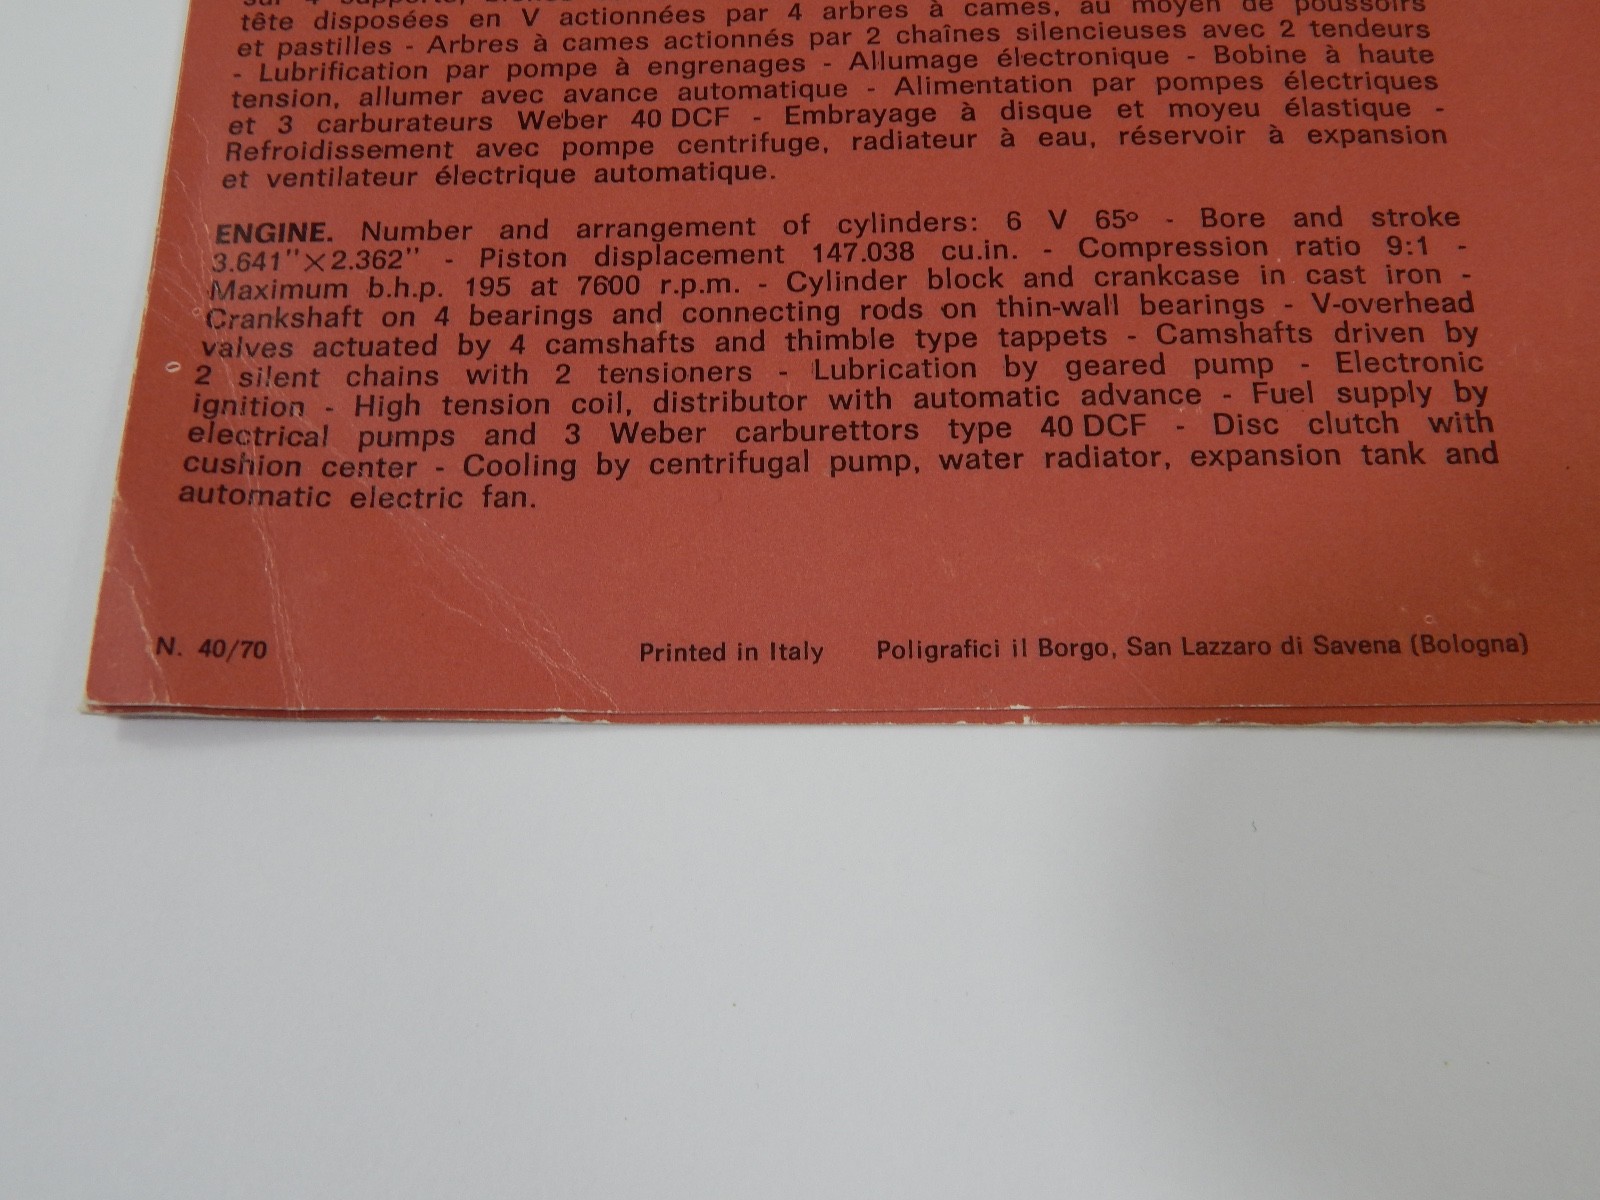 sur 4 supports,
tête disposées en V actionnées par 4 arbres à cames, au moyen de poussoirs
et pastilles - Arbres à cames actionnés par 2 chaînes silencieuses avec 2 tendeurs
- Lubrification par pompe à engrenages - Allumage électronique - Bobine à haute
tension, allumer avec avance automatique - Alimentation par pompes électriques
et 3 carburateurs Weber 40 DCF - Embrayage à disque et moyeu élastique -
Refroidissement avec pompe centrifuge, radiateur à eau, réservoir à expansion
et ventilateur électrique automatique.
ENGINE. Number and arrangement of cylinders: 6 V 65° - Bore and stroke
3.641"×2.362" - Piston displacement 147.038 cu.in. - Compression ratio 9:1 -
Maximum b.h.p. 195 at 7600 r.p.m. - Cylinder block and crankcase in cast iron -
Crankshaft on 4 bearings and connecting rods on thin-wall bearings - V-overhead
valves actuated by 4 camshafts and thimble type tappets - Camshafts driven by
2 silent chains with 2 tensioners - Lubrication by geared pump - Electronic
ignition - High tension coil, distributor with automatic advance - Fuel supply by
electrical pumps and 3 Weber carburettors type 40 DCF - Disc clutch with
cushion center - Cooling by centrifugal pump, water radiator, expansion tank and
automatic electric fan.
N. 40/70 Printed in Italy Poligrafici il Borgo, San Lazzaro di Savena (Bologna)